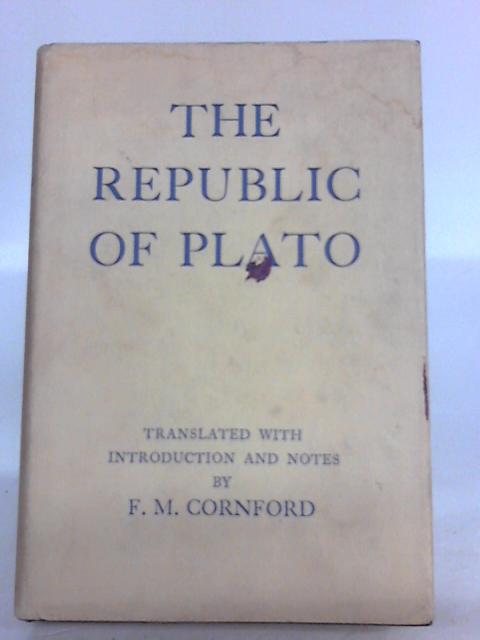 THE
REPUBLIC
OF PLATO
TRANSLATED WITH
INTRODUCTION AND NOTES
BY
F. M. CORNFORD